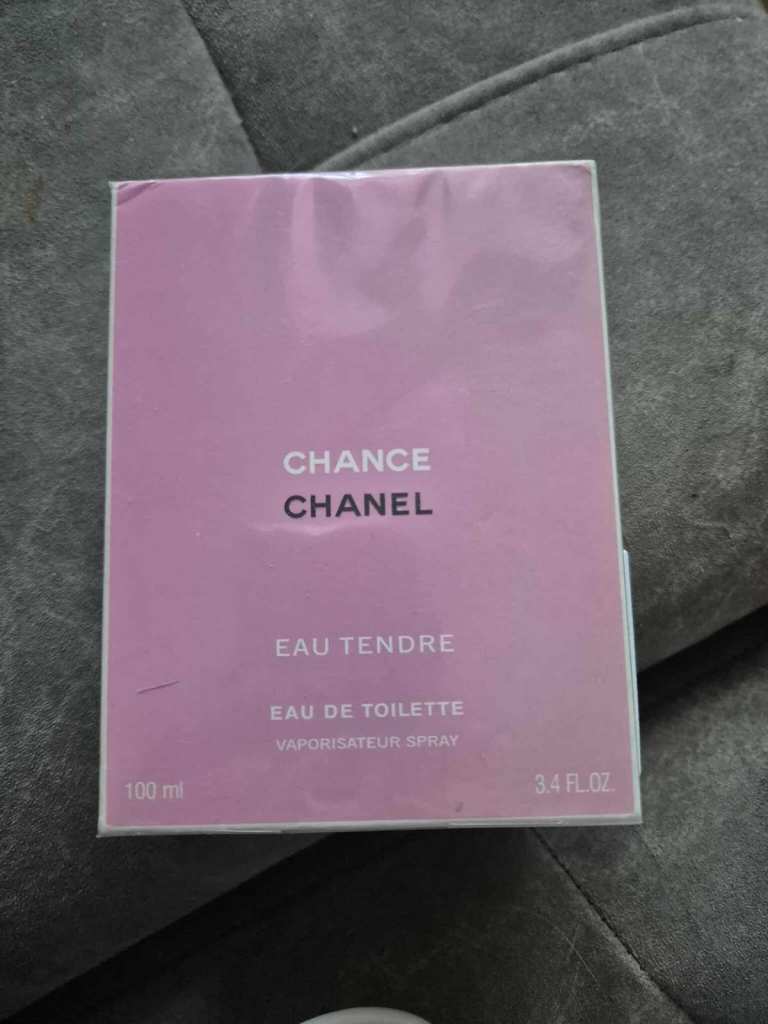 CHANCE
CHANEL
EAU TENDRE
EAU DE TOILETTE
VAPORISATEUR SPRAY
100 ml 3.4 FL.OZ.